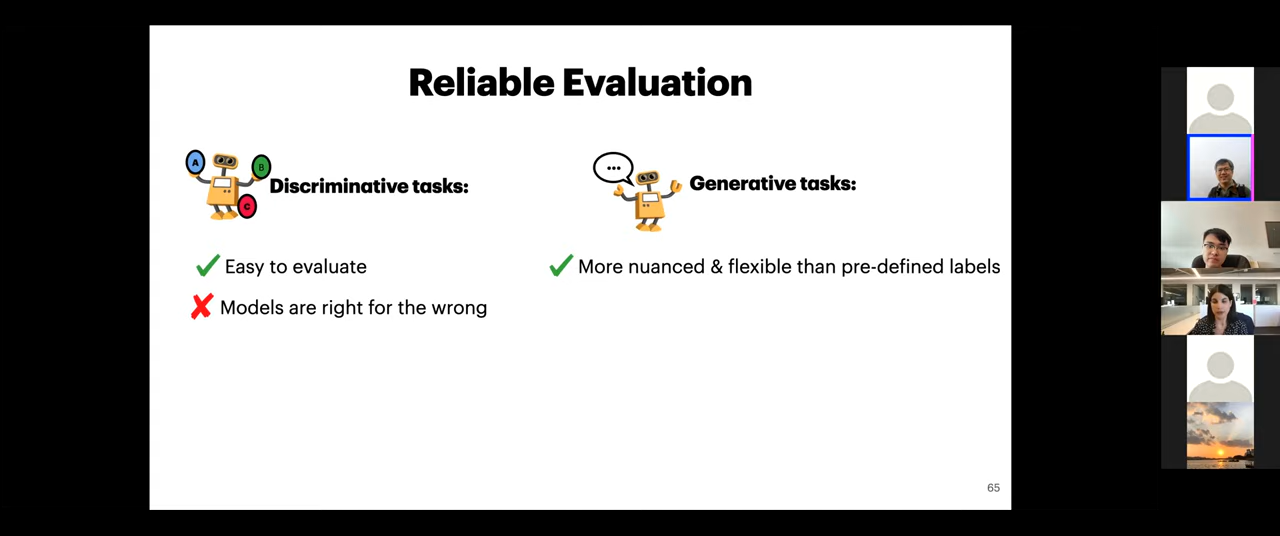 Reliable Evaluation
A
B
C
Discriminative tasks:
Easy to evaluate
Models are right for the wrong
...
Generative tasks:
More nuanced & flexible than pre-defined labels
65